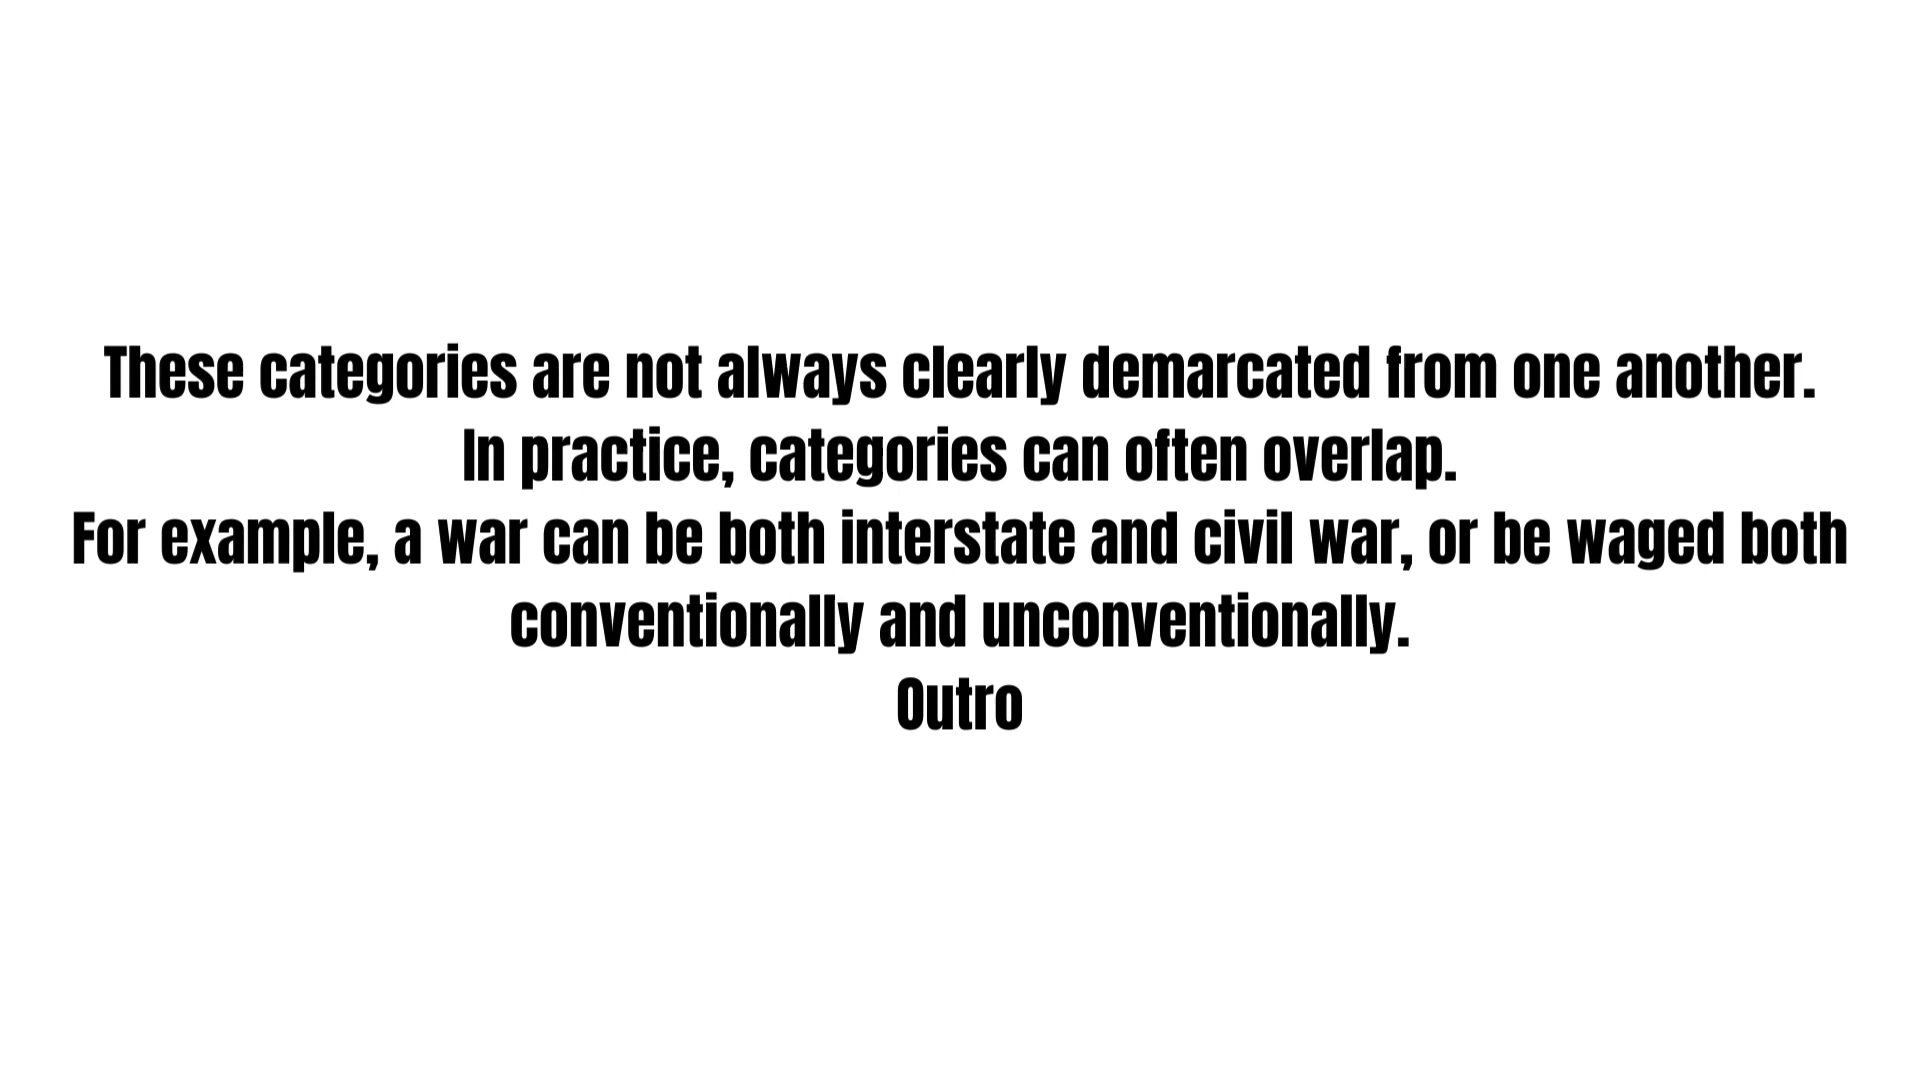 These categories are not always clearly demarcated from one another.
In practice, categories can often overlap.
For example, a war can be both interstate and civil war, or be waged both
conventionally and unconventionally.
Outro